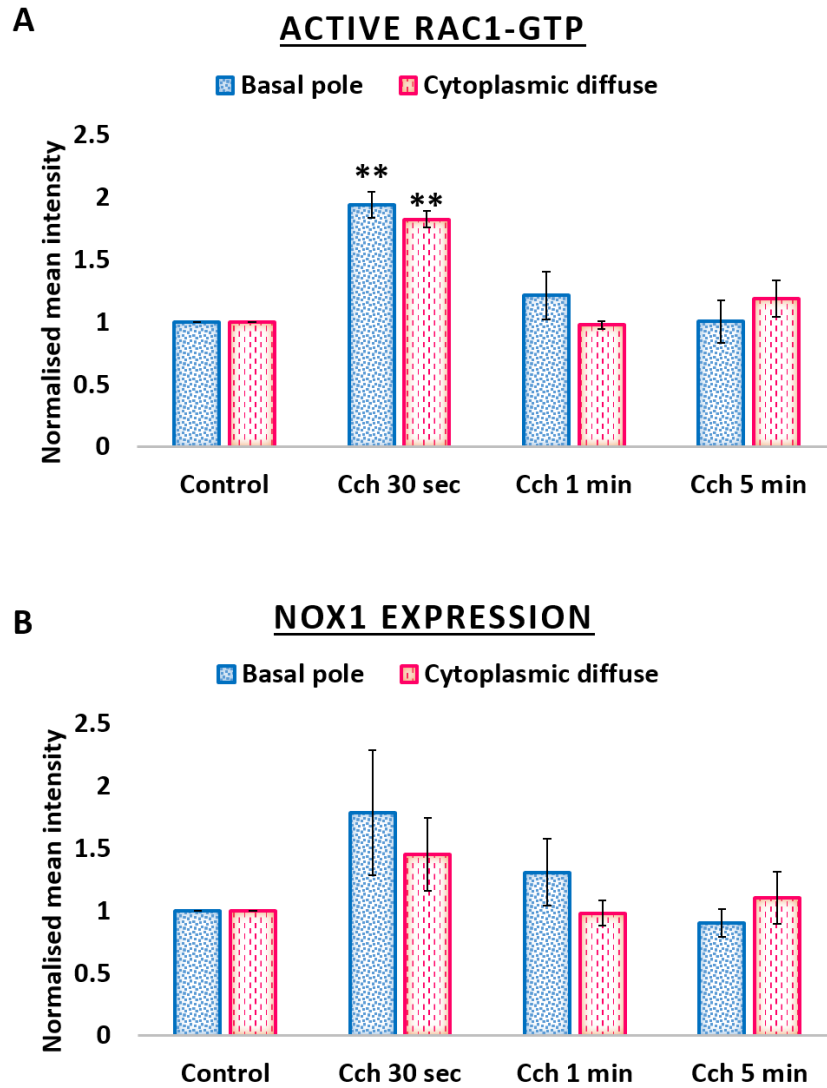 A
ACTIVE RAC1-GTP
Basal pole Cytoplasmic diffuse
Normalised mean intensity
2.5
2
1.5
1
0.5
0
** **
Control Cch 30 sec Cch 1 min Cch 5 min
B
NOX1 EXPRESSION
Basal pole Cytoplasmic diffuse
Normalised mean intensity
2.5
2
1.5
1
0.5
0
Control Cch 30 sec Cch 1 min Cch 5 min